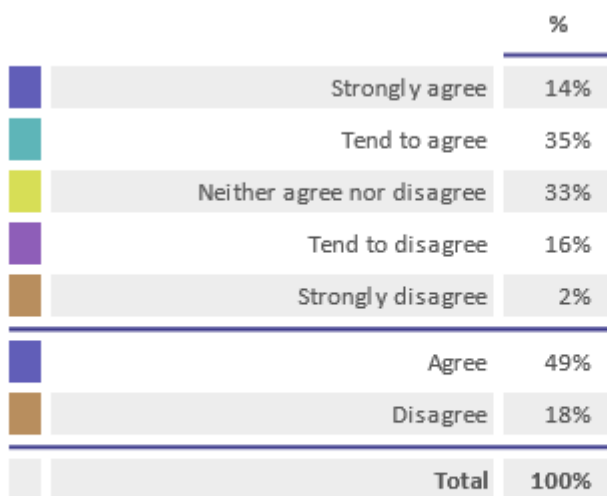 %
Strongly agree 14%
Tend to agree 35%
Neither agree nor disagree 33%
Tend to disagree 16%
Strongly disagree 2%
Agree 49%
Disagree 18%
Total 100%